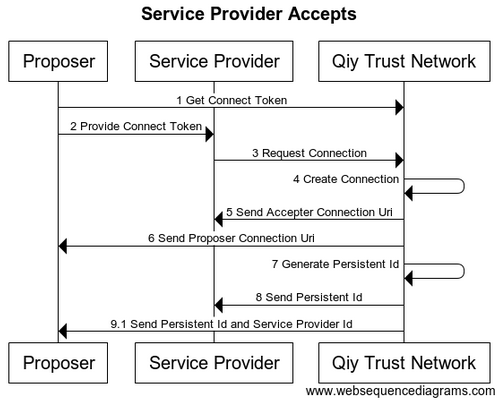 Service Provider Accepts
Proposer
Service Provider
Qiy Trust Network
1 Get Connect Token
2 Provide Connect Token
3 Request Connection
4 Create Connection
5 Send Accepter Connection Uri
6 Send Proposer Connection Uri
7 Generate Persistent Id
8 Send Persistent Id
9.1 Send Persistent Id and Service Provider Id
Proposer
Service Provider
Qiy Trust Network
www.websequencediagrams.com